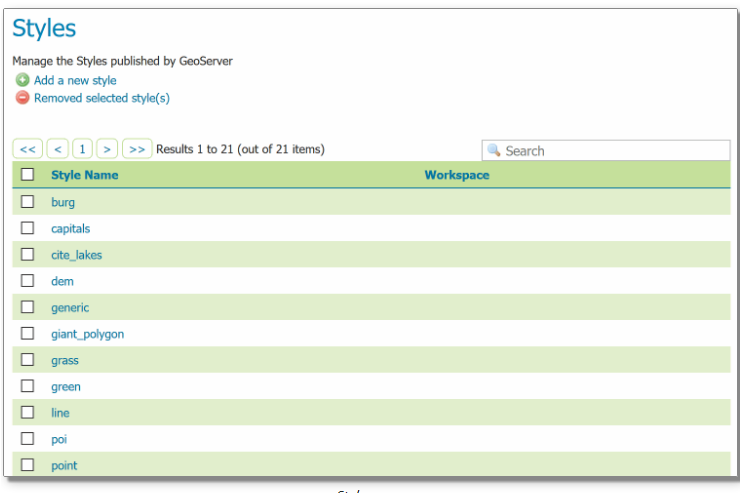 Styles
Manage the Styles published by GeoServer
Add a new style
Removed selected style(s)
<< < 1 > >> Results 1 to 21 (out of 21 items) Search
Style Name Workspace
burg
capitals
cite_lakes
dem
generic
giant_polygon
grass
green
line
poi
point